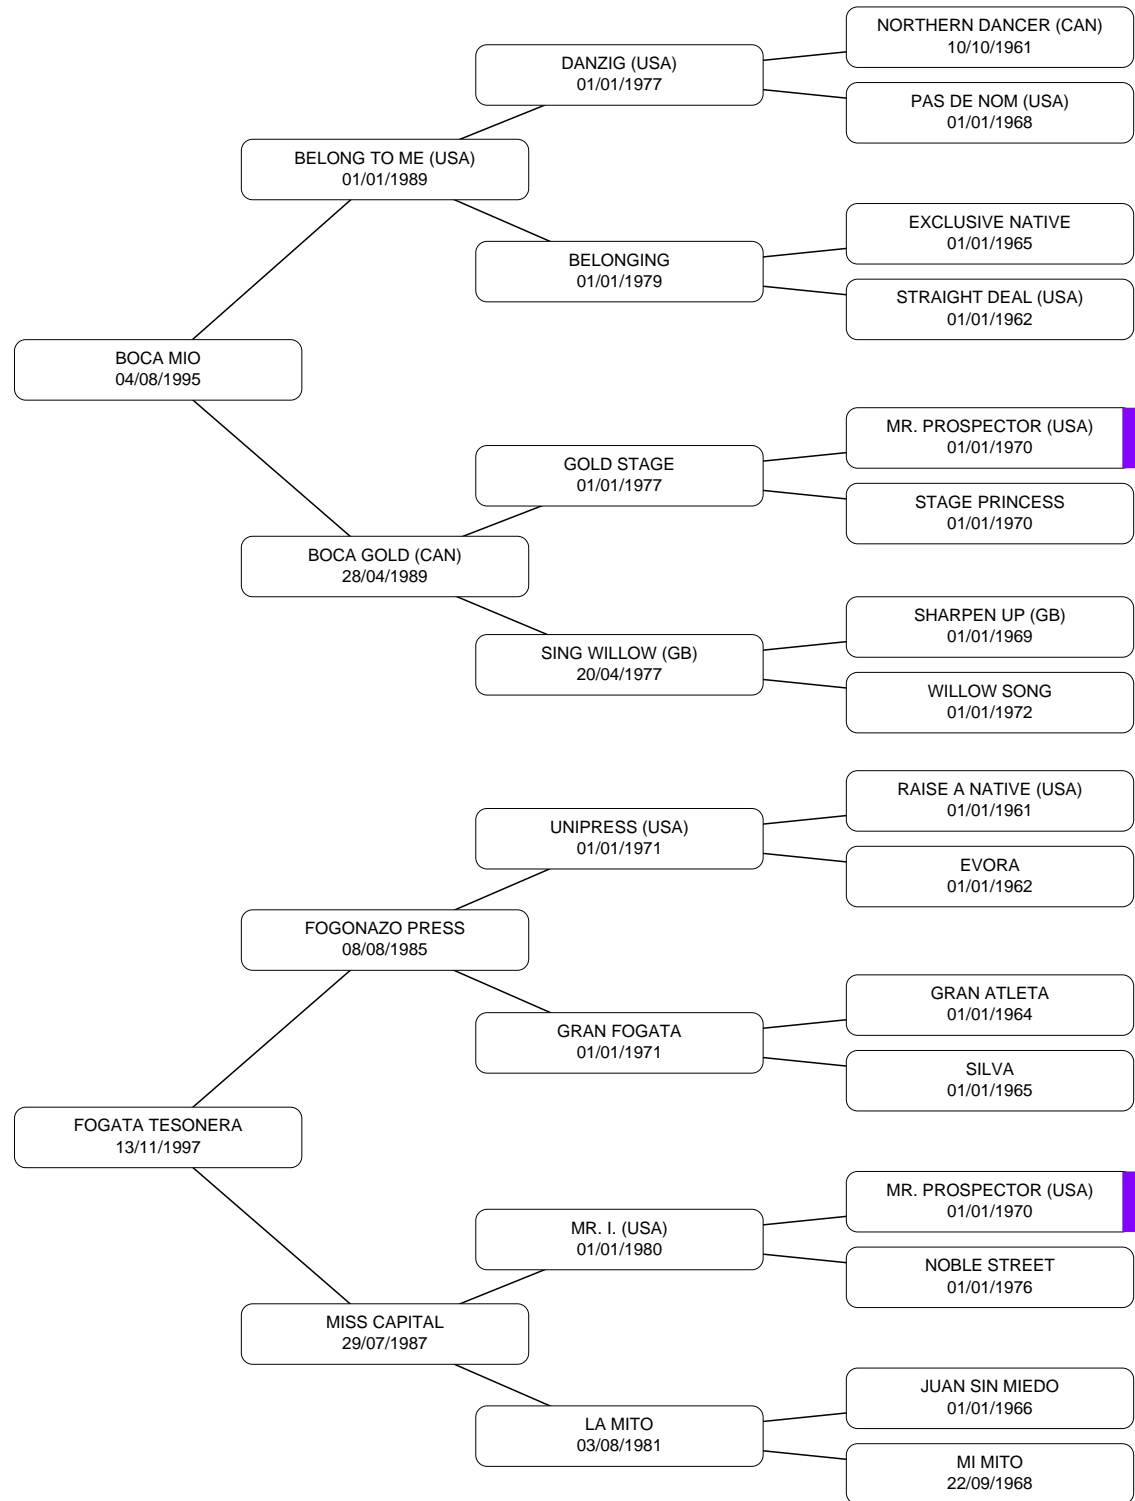 NORTHERN DANCER (CAN)
10/10/1961
DANZIG (USA)
01/01/1977
PAS DE NOM (USA)
01/01/1968
BELONG TO ME (USA)
01/01/1989
EXCLUSIVE NATIVE
01/01/1965
BELONGING
01/01/1979
STRAIGHT DEAL (USA)
01/01/1962
BOCA MIO
04/08/1995
MR. PROSPECTOR (USA)
01/01/1970
GOLD STAGE
01/01/1977
STAGE PRINCESS
01/01/1970
BOCA GOLD (CAN)
28/04/1989
SHARPEN UP (GB)
01/01/1969
SING WILLOW (GB)
20/04/1977
WILLOW SONG
01/01/1972
RAISE A NATIVE (USA)
01/01/1961
UNIPRESS (USA)
01/01/1971
EVORA
01/01/1962
FOGONAZO PRESS
08/08/1985
GRAN ATLETA
01/01/1964
GRAN FOGATA
01/01/1971
SILVA
01/01/1965
FOGATA TESONERA
13/11/1997
MR. PROSPECTOR (USA)
01/01/1970
MR. I. (USA)
01/01/1980
NOBLE STREET
01/01/1976
MISS CAPITAL
29/07/1987
JUAN SIN MIEDO
01/01/1966
LA MITO
03/08/1981
MI MITO
22/09/1968